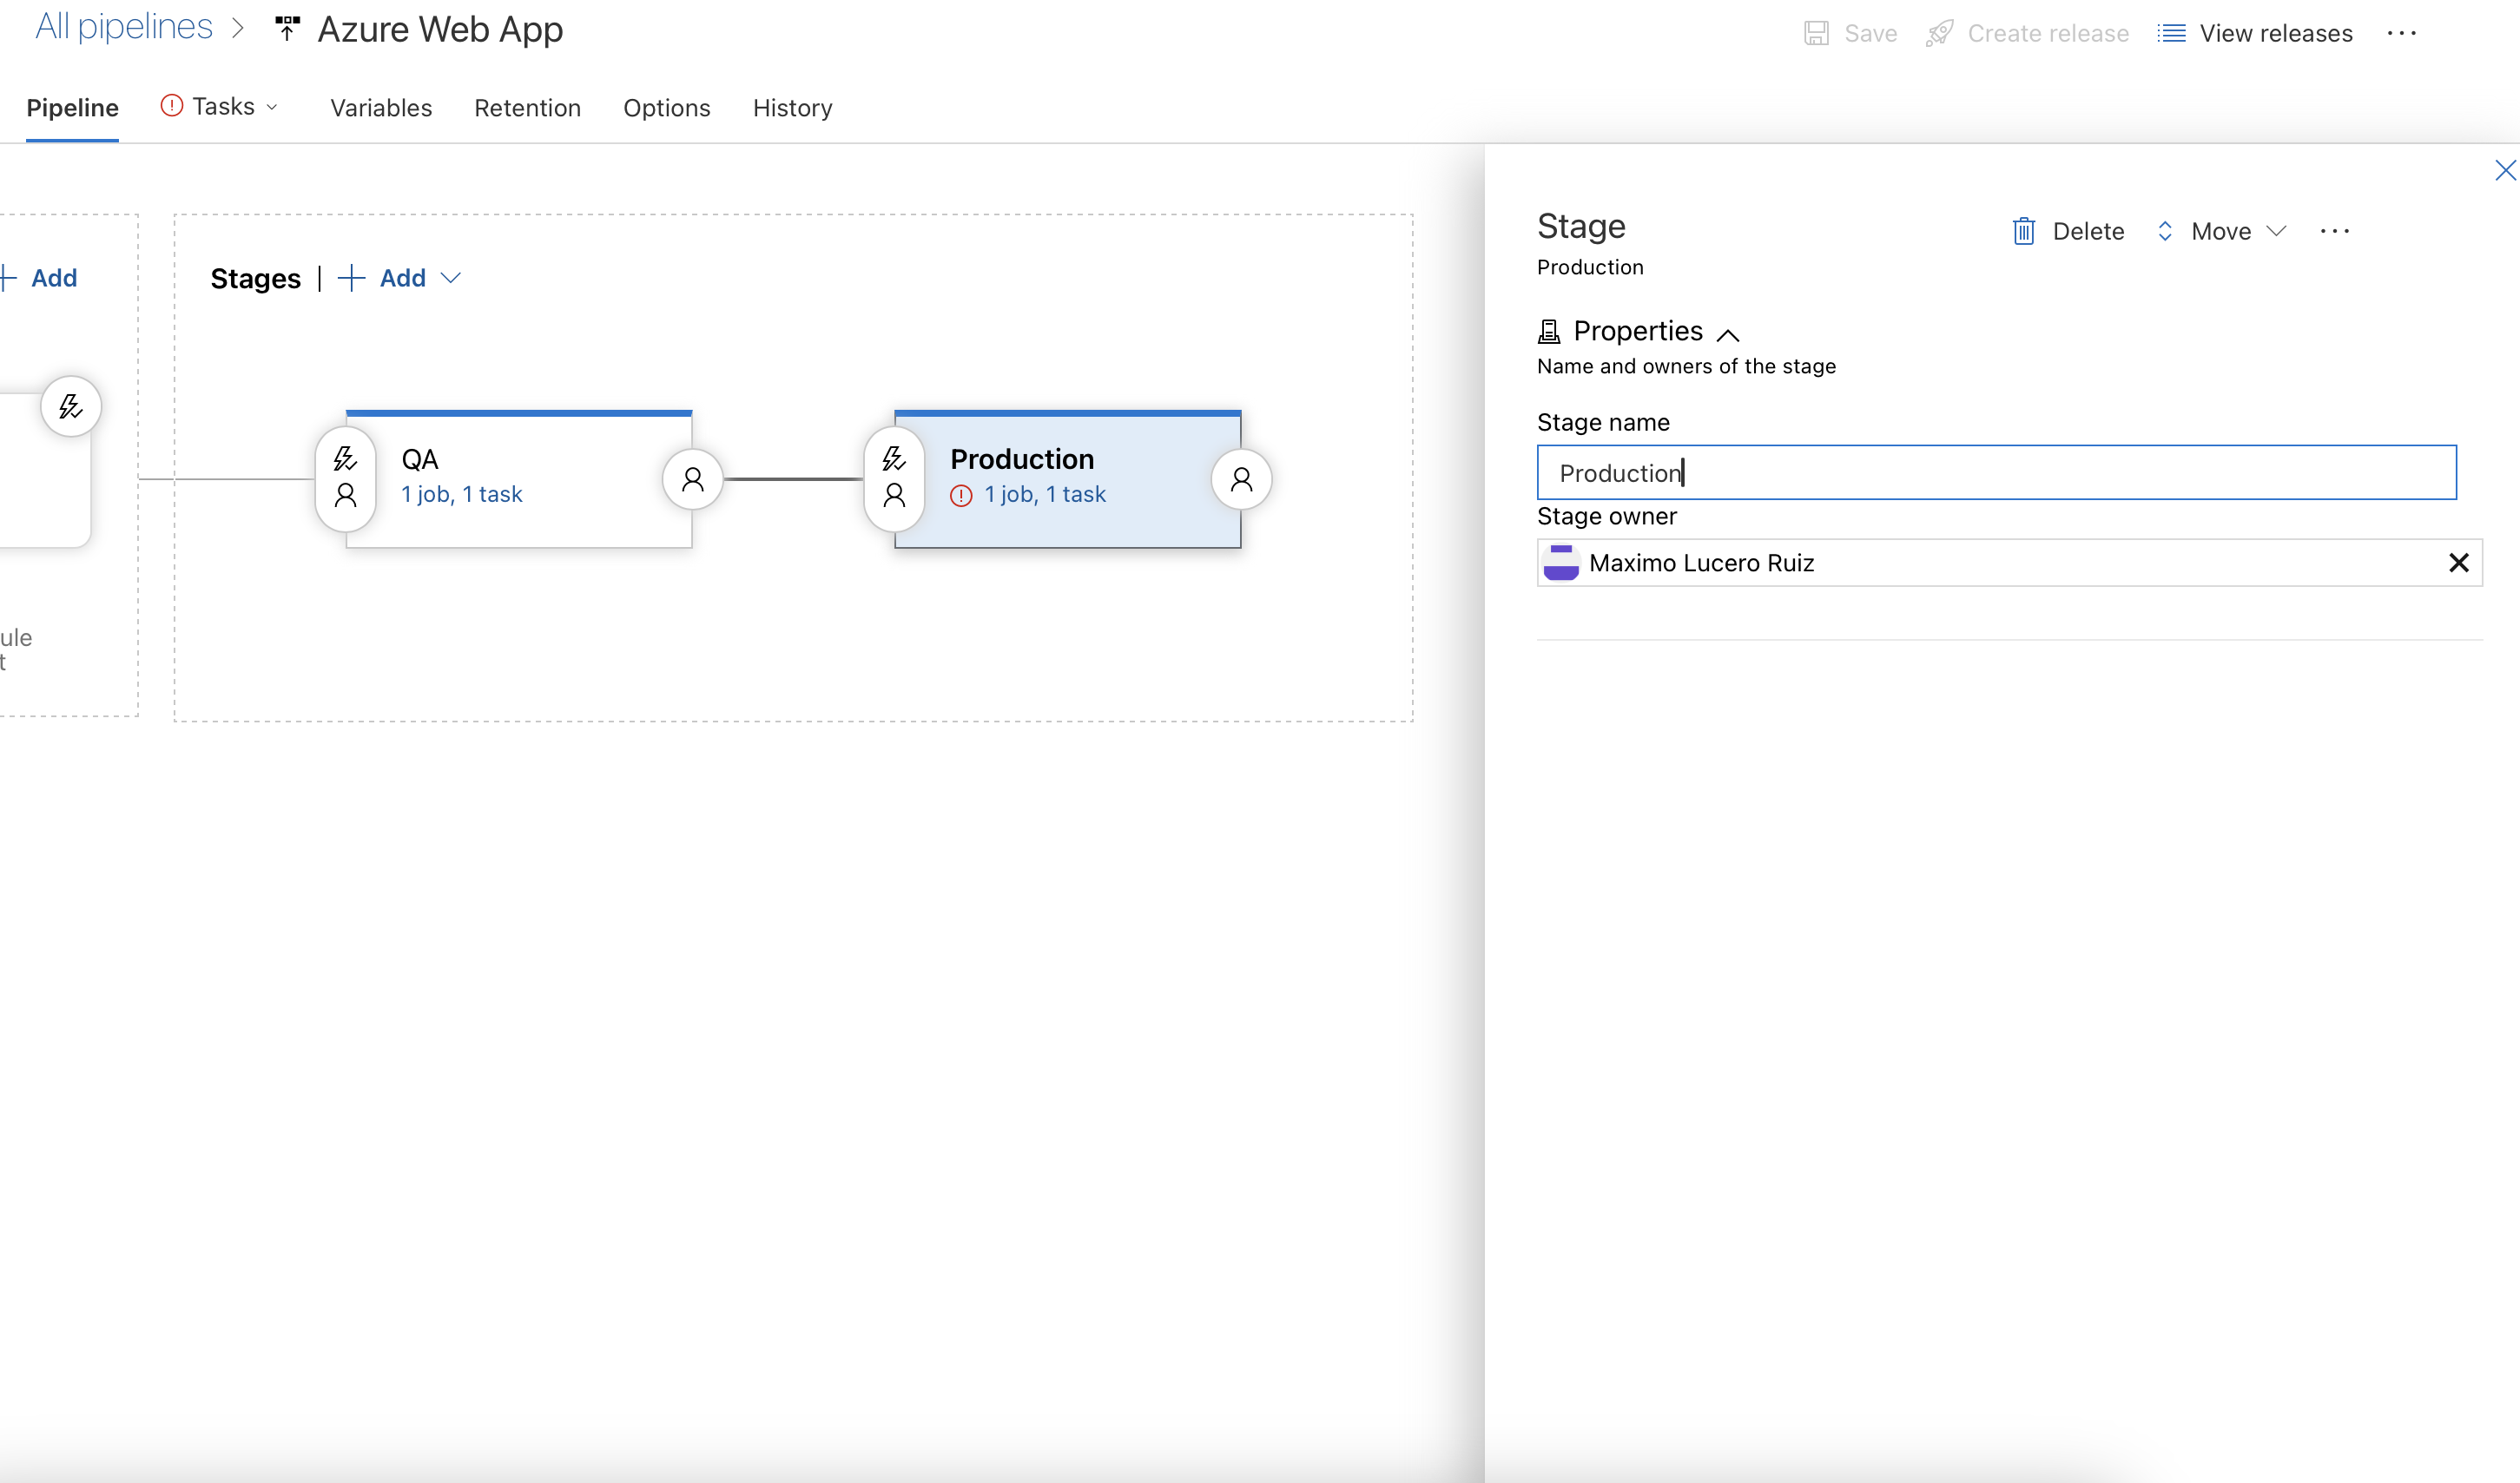 All pipelines > Azure Web App
Save Create release View releases ...
Pipeline Tasks Variables Retention Options History
Add
ule
t
Stages | + Add
QA
1 job, 1 task
Production
1 job, 1 task
Stage
Production
Delete Move ...
Properties
Name and owners of the stage
Stage name
Production
Stage owner
Maximo Lucero Ruiz